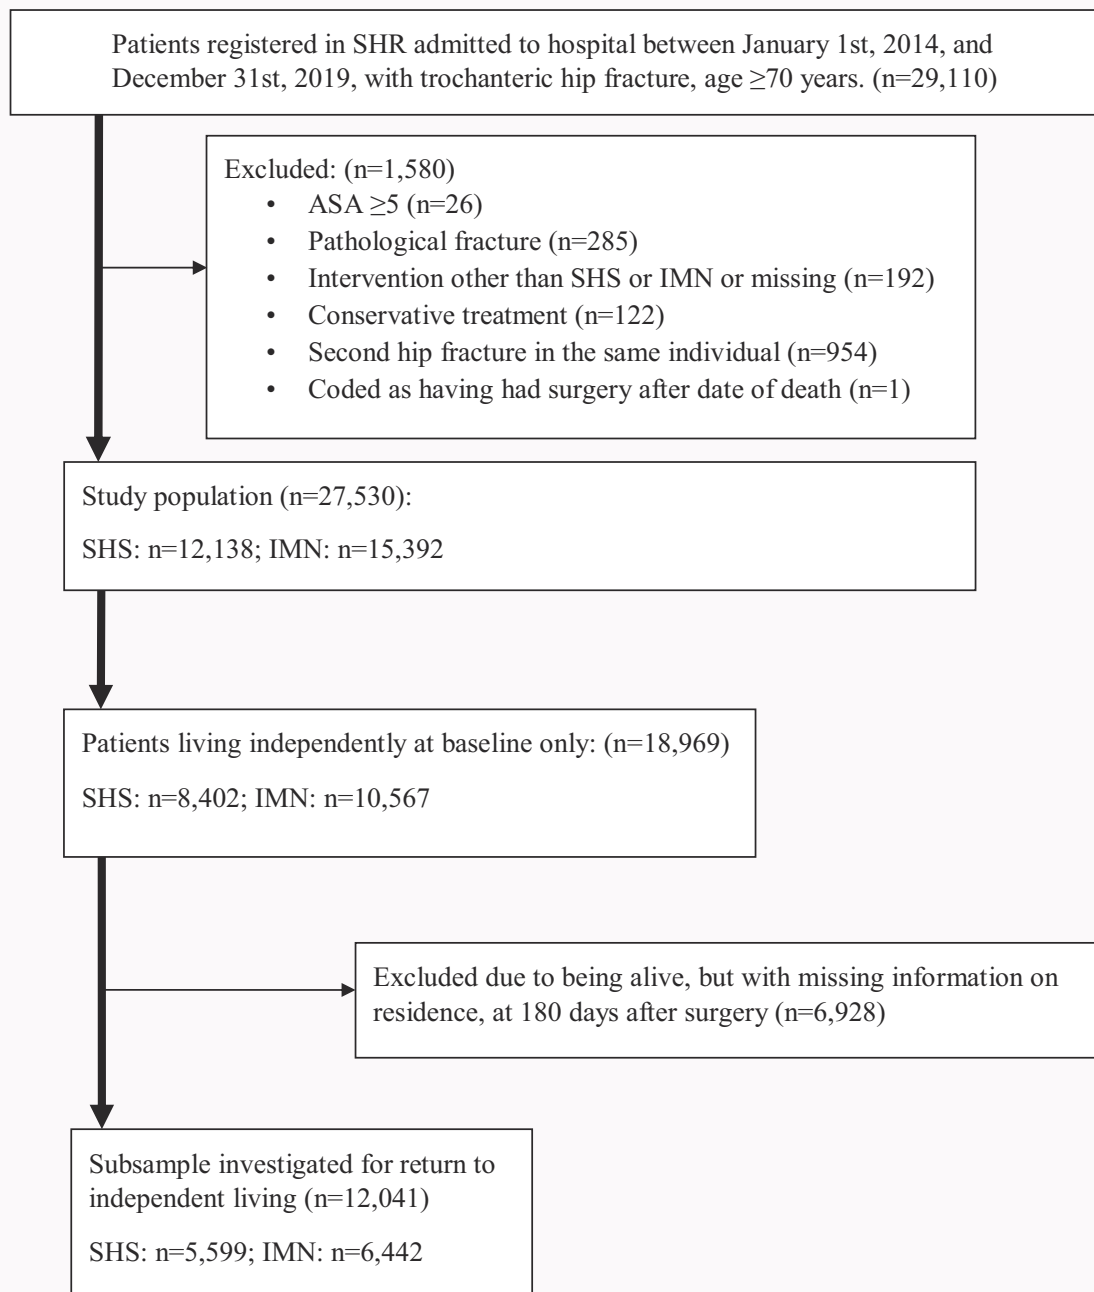 Patients registered in SHR admitted to hospital between January 1st, 2014, and
December 31st, 2019, with trochanteric hip fracture, age ≥70 years. (n=29,110)
Excluded: (n=1,580)
• ASA ≥5 (n=26)
• Pathological fracture (n=285)
• Intervention other than SHS or IMN or missing (n=192)
• Conservative treatment (n=122)
• Second hip fracture in the same individual (n=954)
• Coded as having had surgery after date of death (n=1)
Study population (n=27,530):
SHS: n=12,138; IMN: n=15,392
Patients living independently at baseline only: (n=18,969)
SHS: n=8,402; IMN: n=10,567
Excluded due to being alive, but with missing information on
residence, at 180 days after surgery (n=6,928)
Subsample investigated for return to
independent living (n=12,041)
SHS: n=5,599; IMN: n=6,442